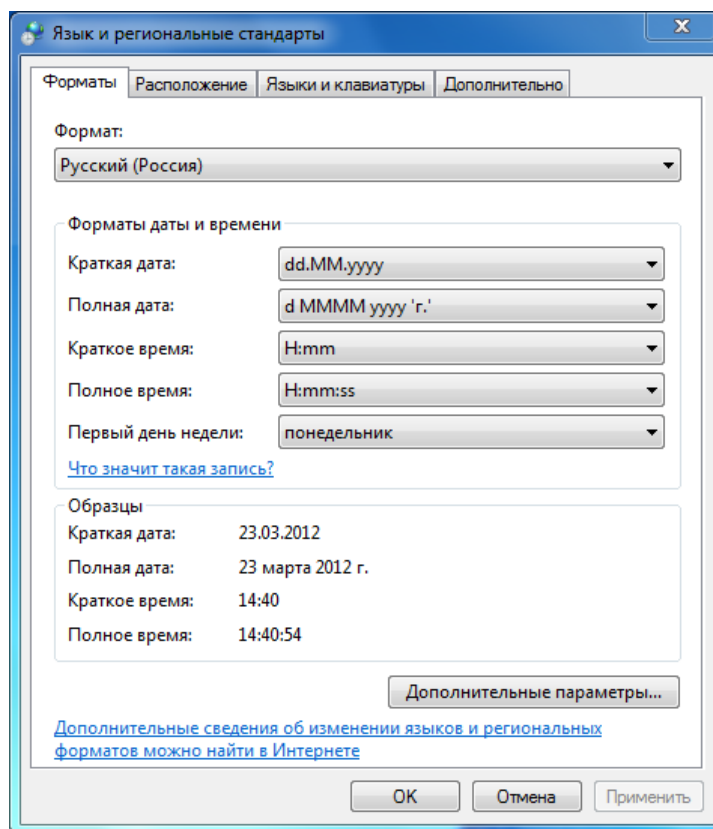 Язык и региональные стандарты
Форматы Расположение Языки и клавиатуры Дополнительно
Формат:
Русский (Россия)
Форматы даты и времени
Краткая дата: dd.MM.yyyy
Полная дата: d MMMM yyyy 'г.'
Краткое время: H:mm
Полное время: H:mm:ss
Первый день недели: понедельник
Что значит такая запись?
Образцы
Краткая дата: 23.03.2012
Полная дата: 23 марта 2012 г.
Краткое время: 14:40
Полное время: 14:40:54
Дополнительные параметры...
Дополнительные сведения об изменении языков и региональных
форматов можно найти в Интернете
OK Отмена Применить